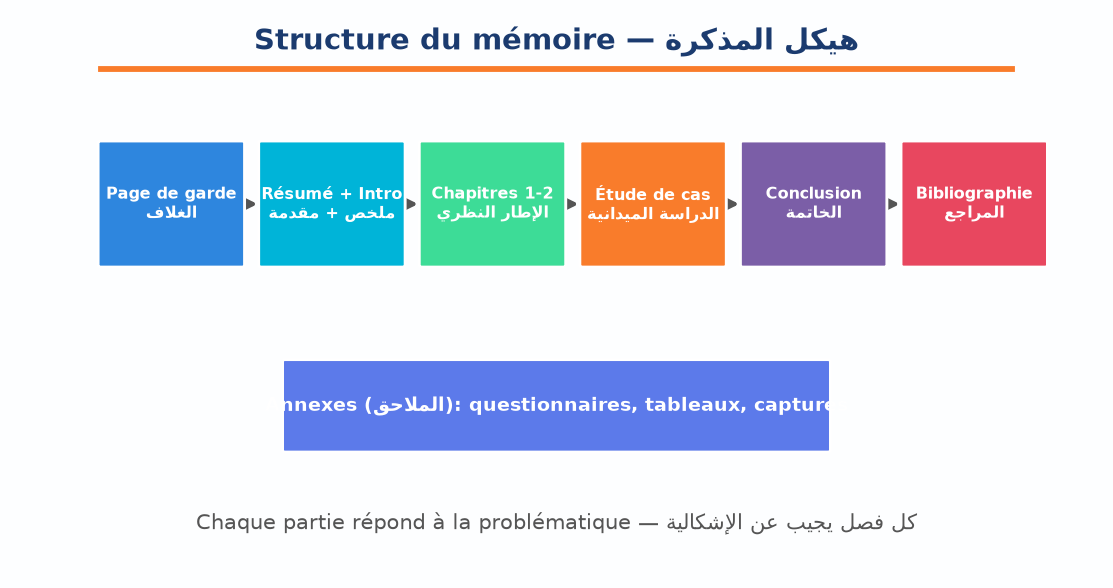 Structure du mémoire — هيكل المذكرة
Page de garde
الغلاف
Résumé + Intro
ملخص + مقدمة
Chapitres 1-2
الإطار النظري
Étude de cas
الدراسة الميدانية
Conclusion
الخاتمة
Bibliographie
المراجع
nnexes (الملاحق): questionnaires, tableaux, capture
Chaque partie répond à la problématique — كل فصل يجيب عن الإشكالية